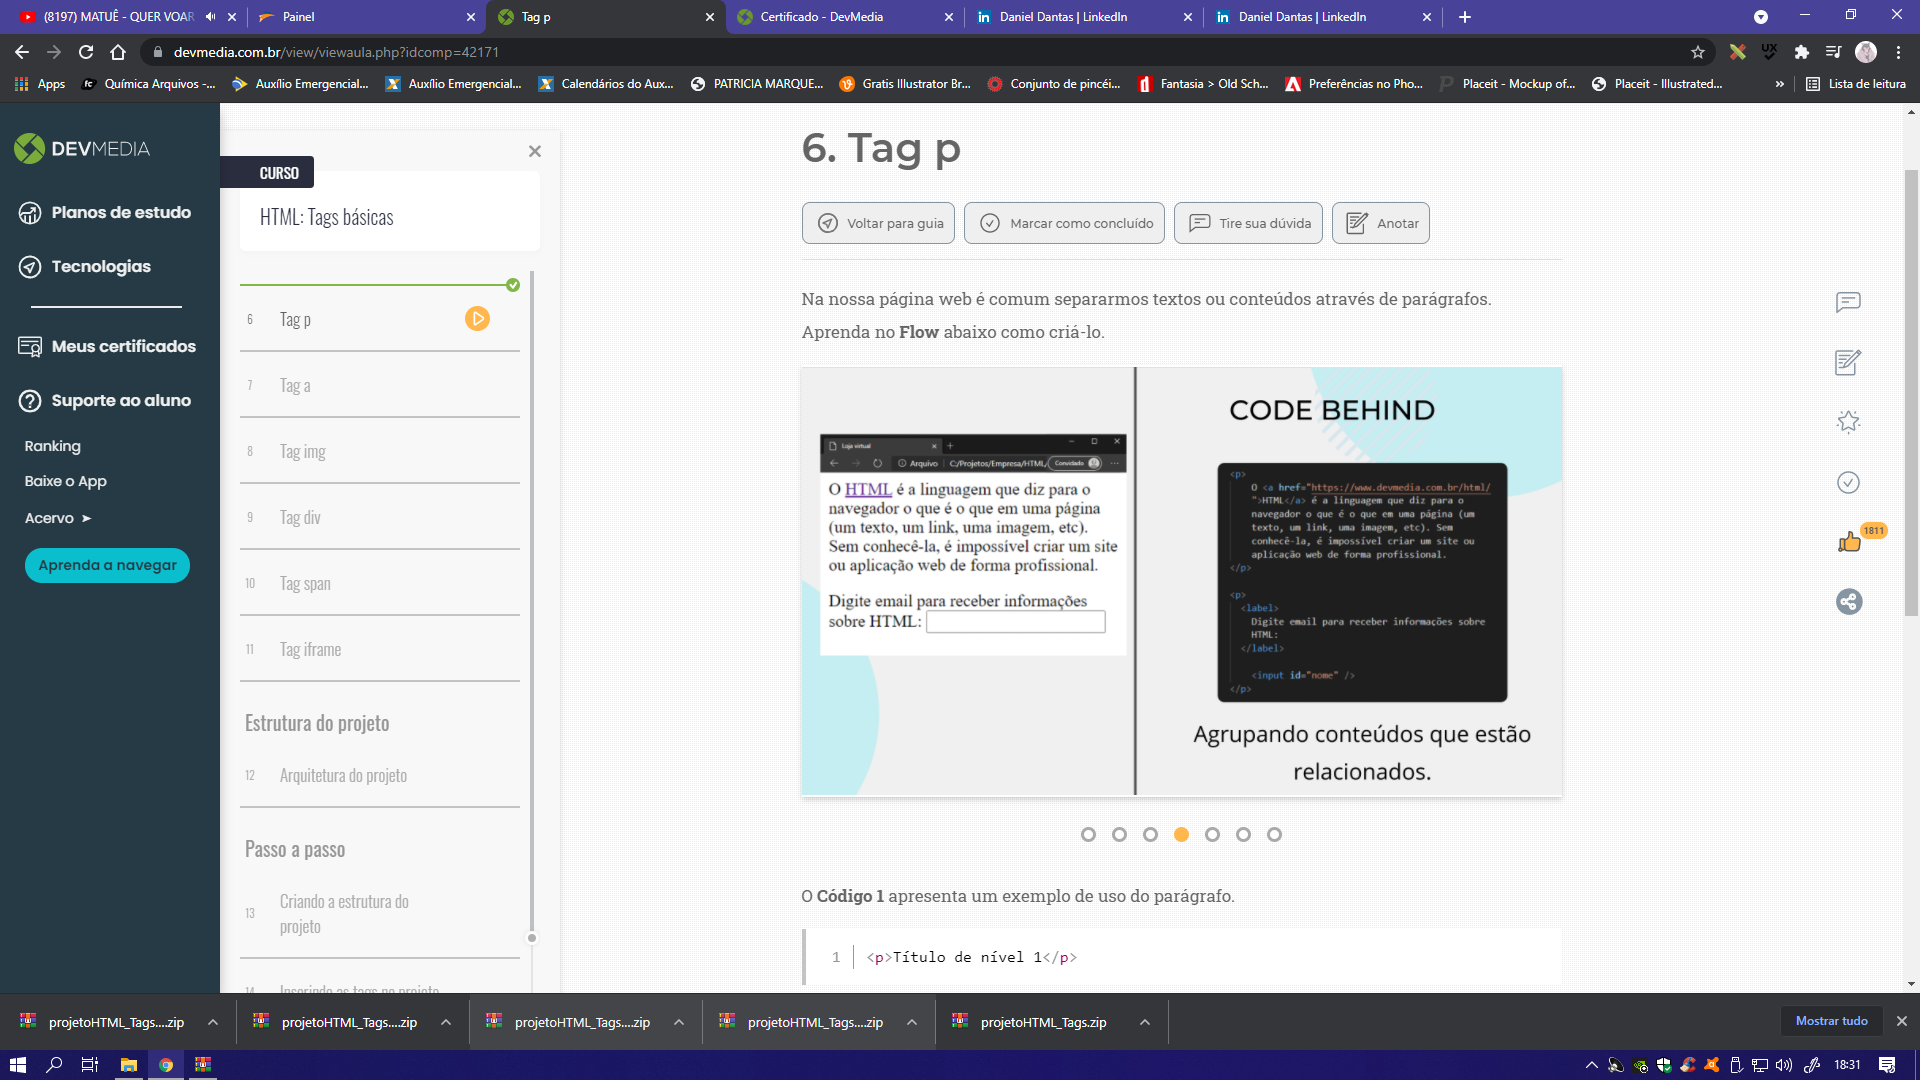 (8197) MATUÊ - QUER VOAR
Painel
Tag p
Certificado - DevMedia
Daniel Dantas | LinkedIn
Daniel Dantas | LinkedIn
devmedia.com.br/view/viewaula.php?idcomp=42171
Apps
Química Arquivos -...
Auxílio Emergencial...
Auxílio Emergencial...
Calendários do Aux...
PATRICIA MARQUE...
Gratis Illustrator Br...
Conjunto de pincéi...
Fantasia > Old Sch...
Preferências no Pho...
Placeit - Mockup of...
Placeit - Illustrated...
»
Lista de leitura
DEVMEDIA
Planos de estudo
Tecnologias
Meus certificados
Suporte ao aluno
Ranking
Baixe o App
Acervo ➤
Aprenda a navegar
CURSO
HTML: Tags básicas
6 Tag p
7 Tag a
8 Tag img
9 Tag div
10 Tag span
11 Tag iframe
Estrutura do projeto
12 Arquitetura do projeto
Passo a passo
13 Criando a estrutura do
projeto
14 Inserindo as tags no projeto
6. Tag p
Voltar para guia
Marcar como concluído
Tire sua dúvida
Anotar
Na nossa página web é comum separarmos textos ou conteúdos através de parágrafos.
Aprenda no Flow abaixo como criá-lo.
Loja virtual
Arquivo C:/Projetos/Empresa/HTML/
Convidado
O HTML é a linguagem que diz para o
navegador o que é o que em uma página
(um texto, um link, uma imagem, etc).
Sem conhecê-la, é impossível criar um site
ou aplicação web de forma profissional.
Digite email para receber informações
sobre HTML:
CODE BEHIND
<p>
O <a href="https://www.devmedia.com.br/html/
">HTML</a> é a linguagem que diz para o
navegador o que é o que em uma página (um
texto, um link, uma imagem, etc). Sem
conhecê-la, é impossível criar um site ou
aplicação web de forma profissional.
</p>
<p>
<label>
Digite email para receber informações sobre
HTML:
</label>
<input id="nome" />
</p>
Agrupando conteúdos que estão
relacionados.
1811
O Código 1 apresenta um exemplo de uso do parágrafo.
1 <p>Título de nível 1</p>
projetoHTML_Tags....zip
projetoHTML_Tags....zip
projetoHTML_Tags....zip
projetoHTML_Tags....zip
projetoHTML_Tags.zip
Mostrar tudo
18:31